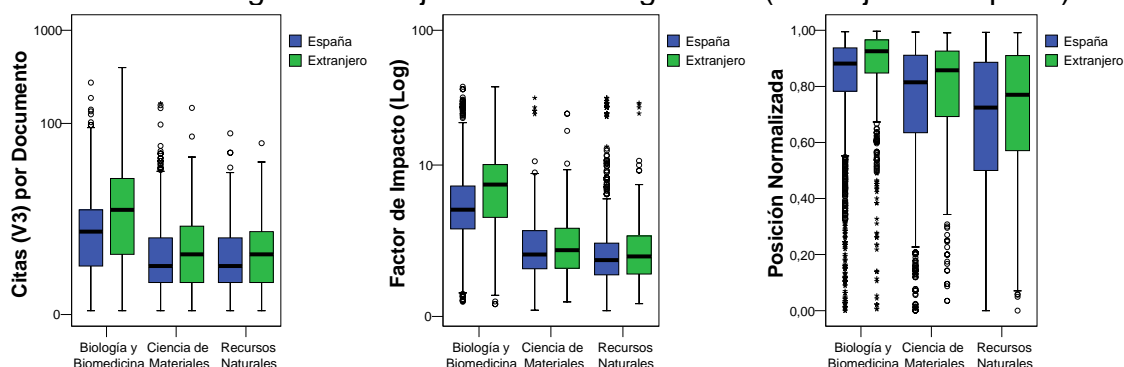 1000
100
0
Citas (V3) por Documento
España
Extranjero
Biología y Biomedicina
Ciencia de Materiales
Recursos Naturales
100
10
0
Factor de Impacto (Log)
España
Extranjero
Biología y Biomedicina
Ciencia de Materiales
Recursos Naturales
1,00
0,80
0,60
0,40
0,20
0,00
Posición Normalizada
España
Extranjero
Biología y Biomedicina
Ciencia de Materiales
Recursos Naturales